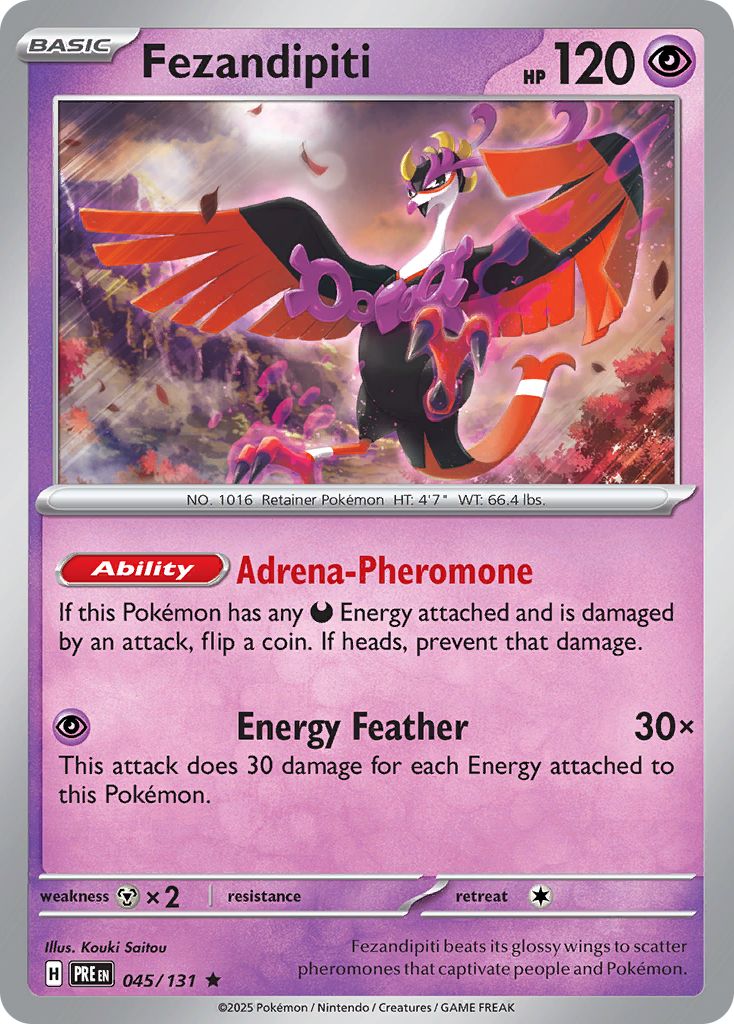 BASIC
Fezandipiti
HP 120
NO. 1016 Retainer Pokémon HT: 4'7" WT: 66.4 lbs.
Ability Adrena-Pheromone
If this Pokémon has any Energy attached and is damaged
by an attack, flip a coin. If heads, prevent that damage.
Energy Feather 30×
This attack does 30 damage for each Energy attached to
this Pokémon.
weakness ×2 resistance retreat
Illus. Kouki Saitou
Fezandipiti beats its glossy wings to scatter
pheromones that captivate people and Pokémon.
H PRE EN 045/131 ★
©2025 Pokémon / Nintendo / Creatures / GAME FREAK